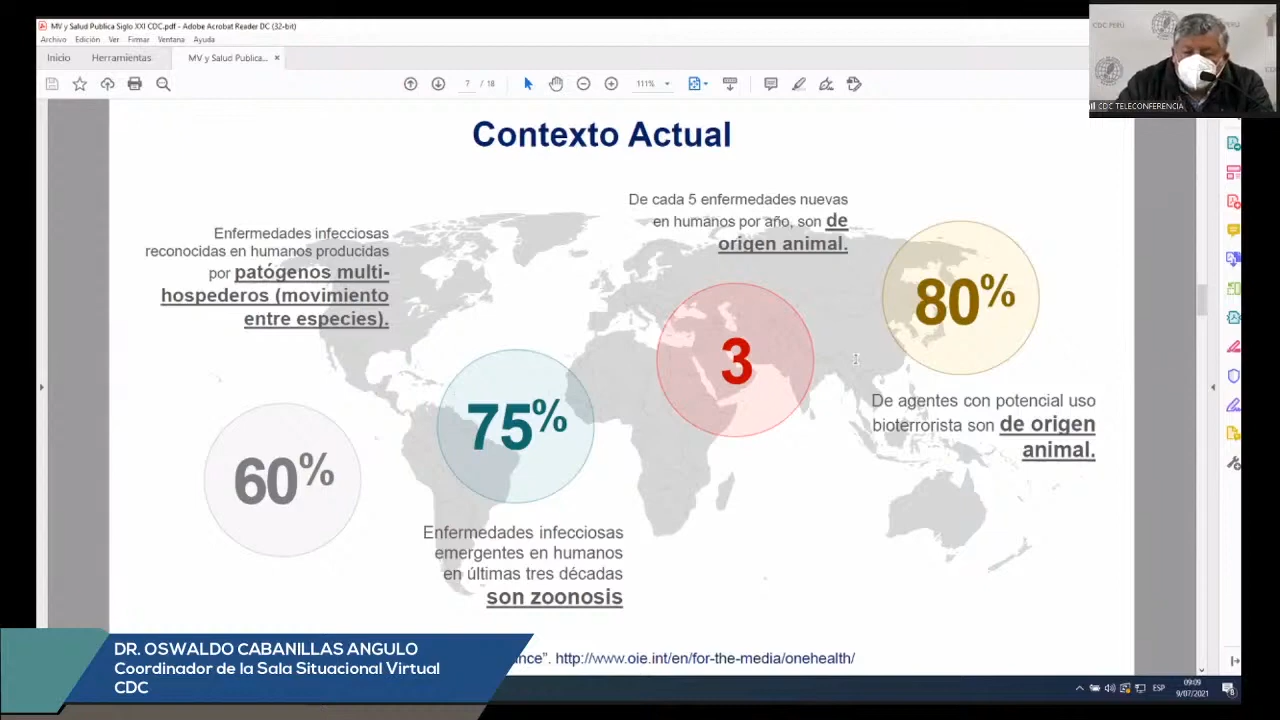 MV y Salud Publica Siglo XXI CDC.pdf - Adobe Acrobat Reader DC (32-bit)
Archivo Edición Ver Firmar Ventana Ayuda
Inicio Herramientas MV y Salud Publica... ×
7 / 18 111%
CDC PERÚ
CDC TELECONFERENCIA
Contexto Actual
Enfermedades infecciosas
reconocidas en humanos producidas
por patógenos multi-
hospederos (movimiento
entre especies).
60%
75%
Enfermedades infecciosas
emergentes en humanos
en últimas tres décadas
son zoonosis
De cada 5 enfermedades nuevas
en humanos por año, son de
origen animal.
3
80%
De agentes con potencial uso
bioterrorista son de origen
animal.
http://www.oie.int/en/for-the-media/onehealth/
DR. OSWALDO CABANILLAS ANGULO
Coordinador de la Sala Situacional Virtual
CDC
ESP
09:09
9/07/2021